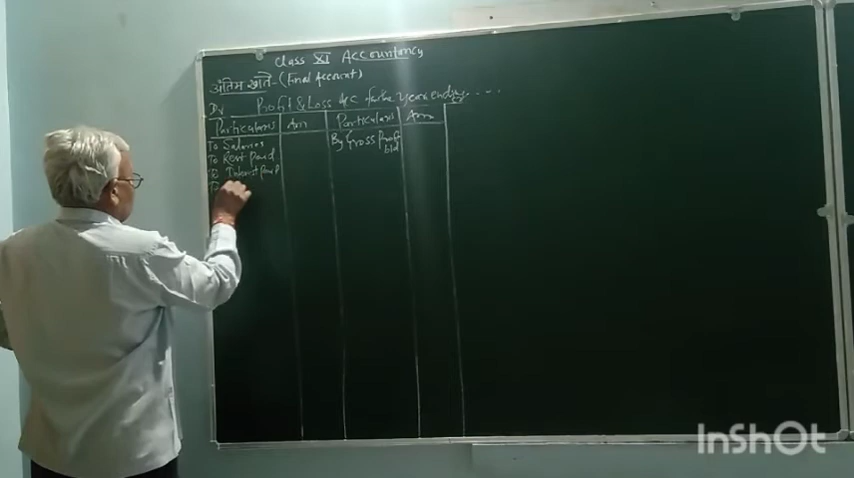 Class XI Accountancy
अंतिम खाते - (Final Account)
Dr Profit & Loss A/c for the Year ending....
Particulars Am Particulars Am
To Salaries By Gross Profit
To Rent Paid b/d
To Interest Paid
To
InShOt